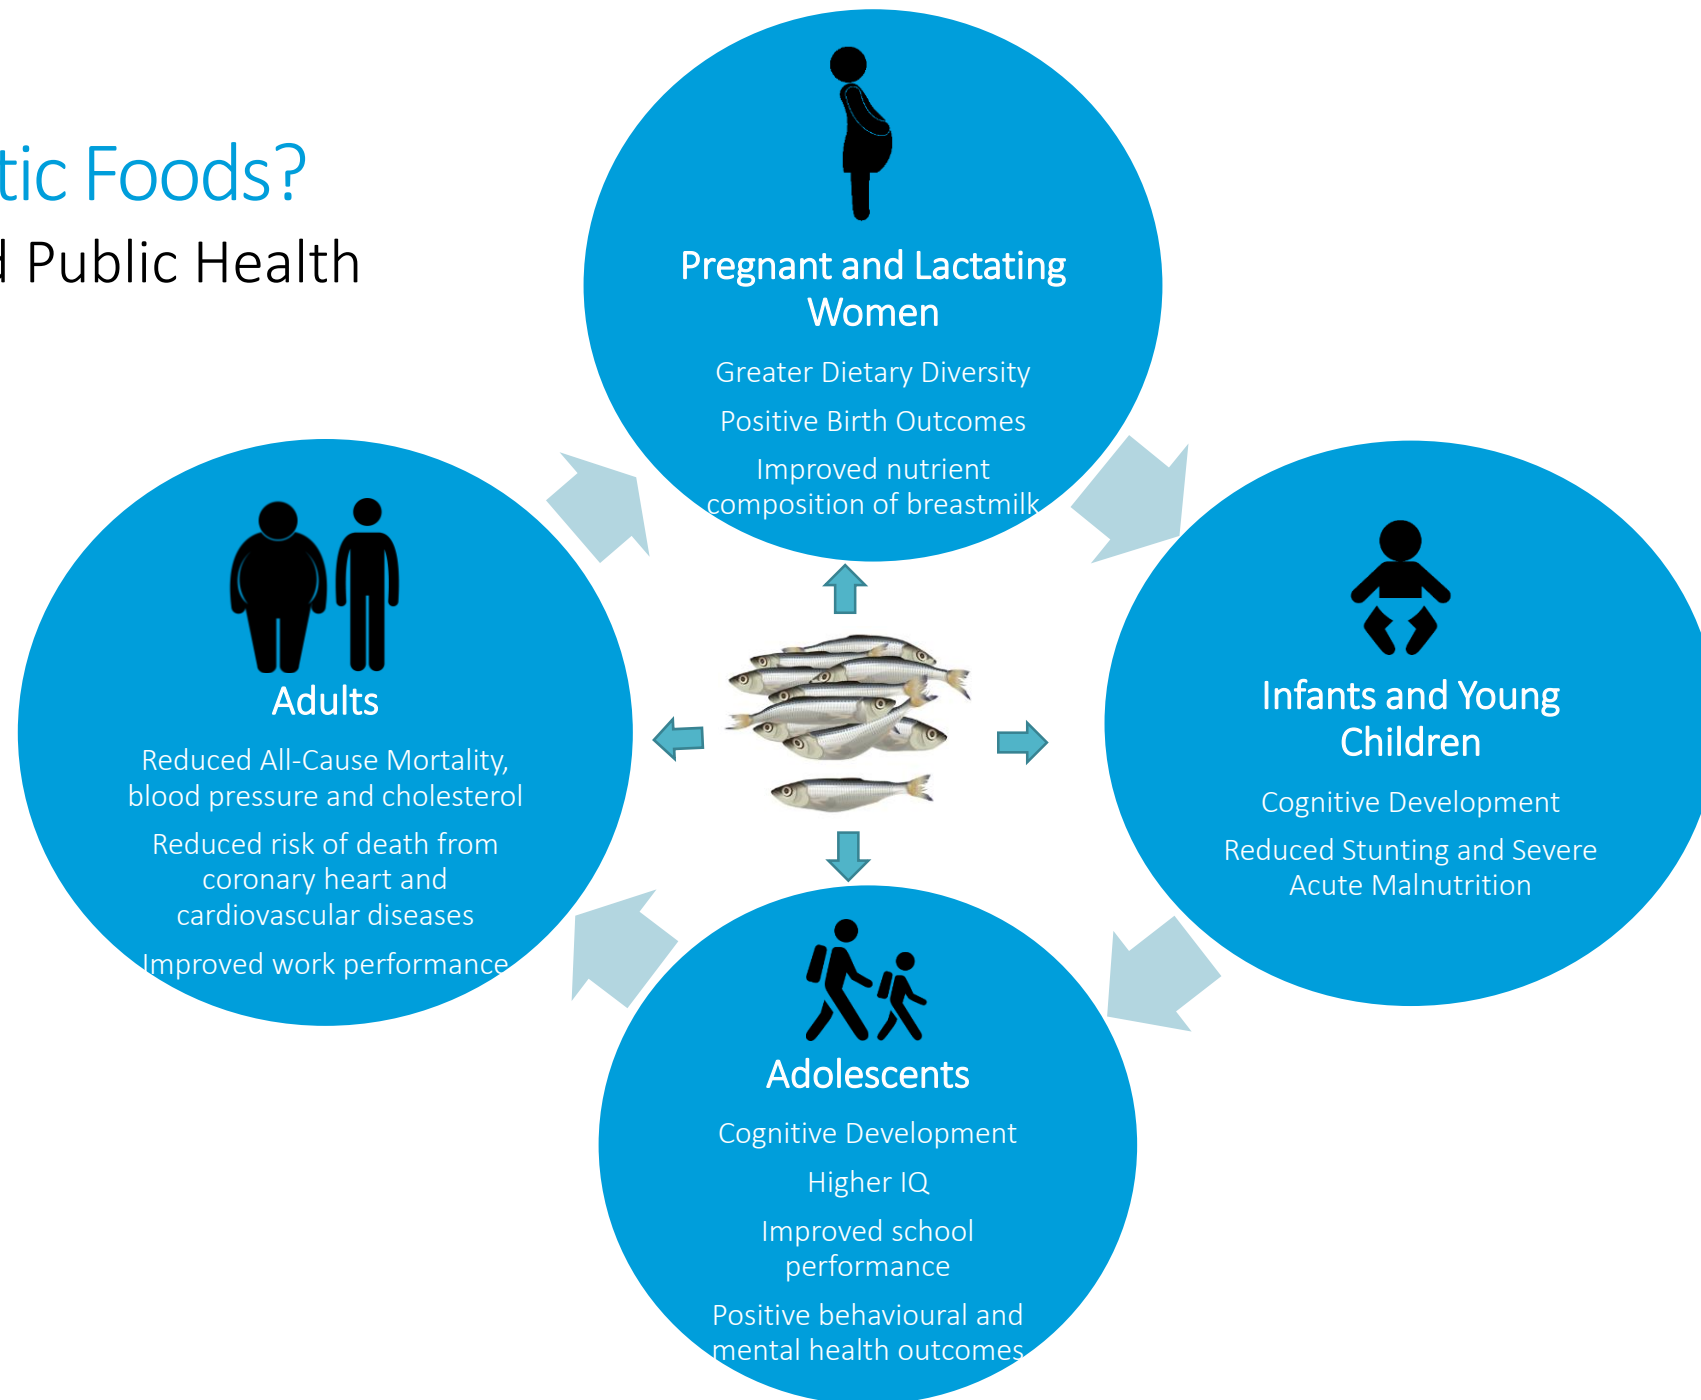 tic Foods?
d Public Health
Pregnant and Lactating
Women
Greater Dietary Diversity
Positive Birth Outcomes
Improved nutrient
composition of breastmilk
Adults
Reduced All-Cause Mortality,
blood pressure and cholesterol
Reduced risk of death from
coronary heart and
cardiovascular diseases
Improved work performance
Infants and Young
Children
Cognitive Development
Reduced Stunting and Severe
Acute Malnutrition
Adolescents
Cognitive Development
Higher IQ
Improved school
performance
Positive behavioural and
mental health outcomes